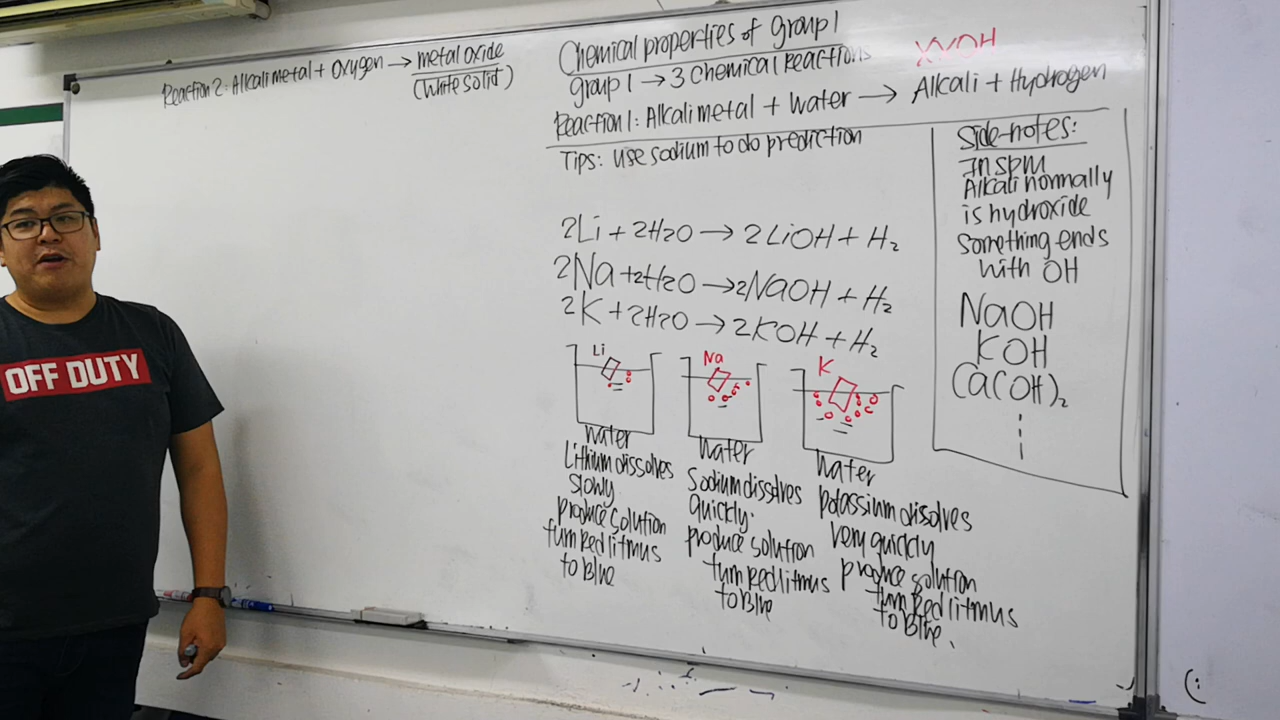 Reaction 2: Alkali metal + Oxygen → metal oxide
(White solid)
Chemical properties of Group 1
group 1 → 3 Chemical Reactions
XYOH
Reaction 1: Alkali metal + Water → Alkali + Hydrogen
Tips: use sodium to do prediction
2Li + 2H2O → 2LiOH + H₂
2Na + 2H2O → 2NaOH + H₂
2K + 2H2O → 2KOH + H₂
Li
Na
K
water
Lithium dissolves
slowy
produce solution
turn Red litmus
to Blue
water
Sodium dissolves
Quickly.
produce solution
turn Red litmus
to Blue
water
potassium disolves
very quickly
produce solution
turn Red litmus
to Blue.
Side-notes:
In spm
Alkali normally
is hydroxide
something ends
with OH
NaOH
KOH
Ca(OH)₂
OFF DUTY